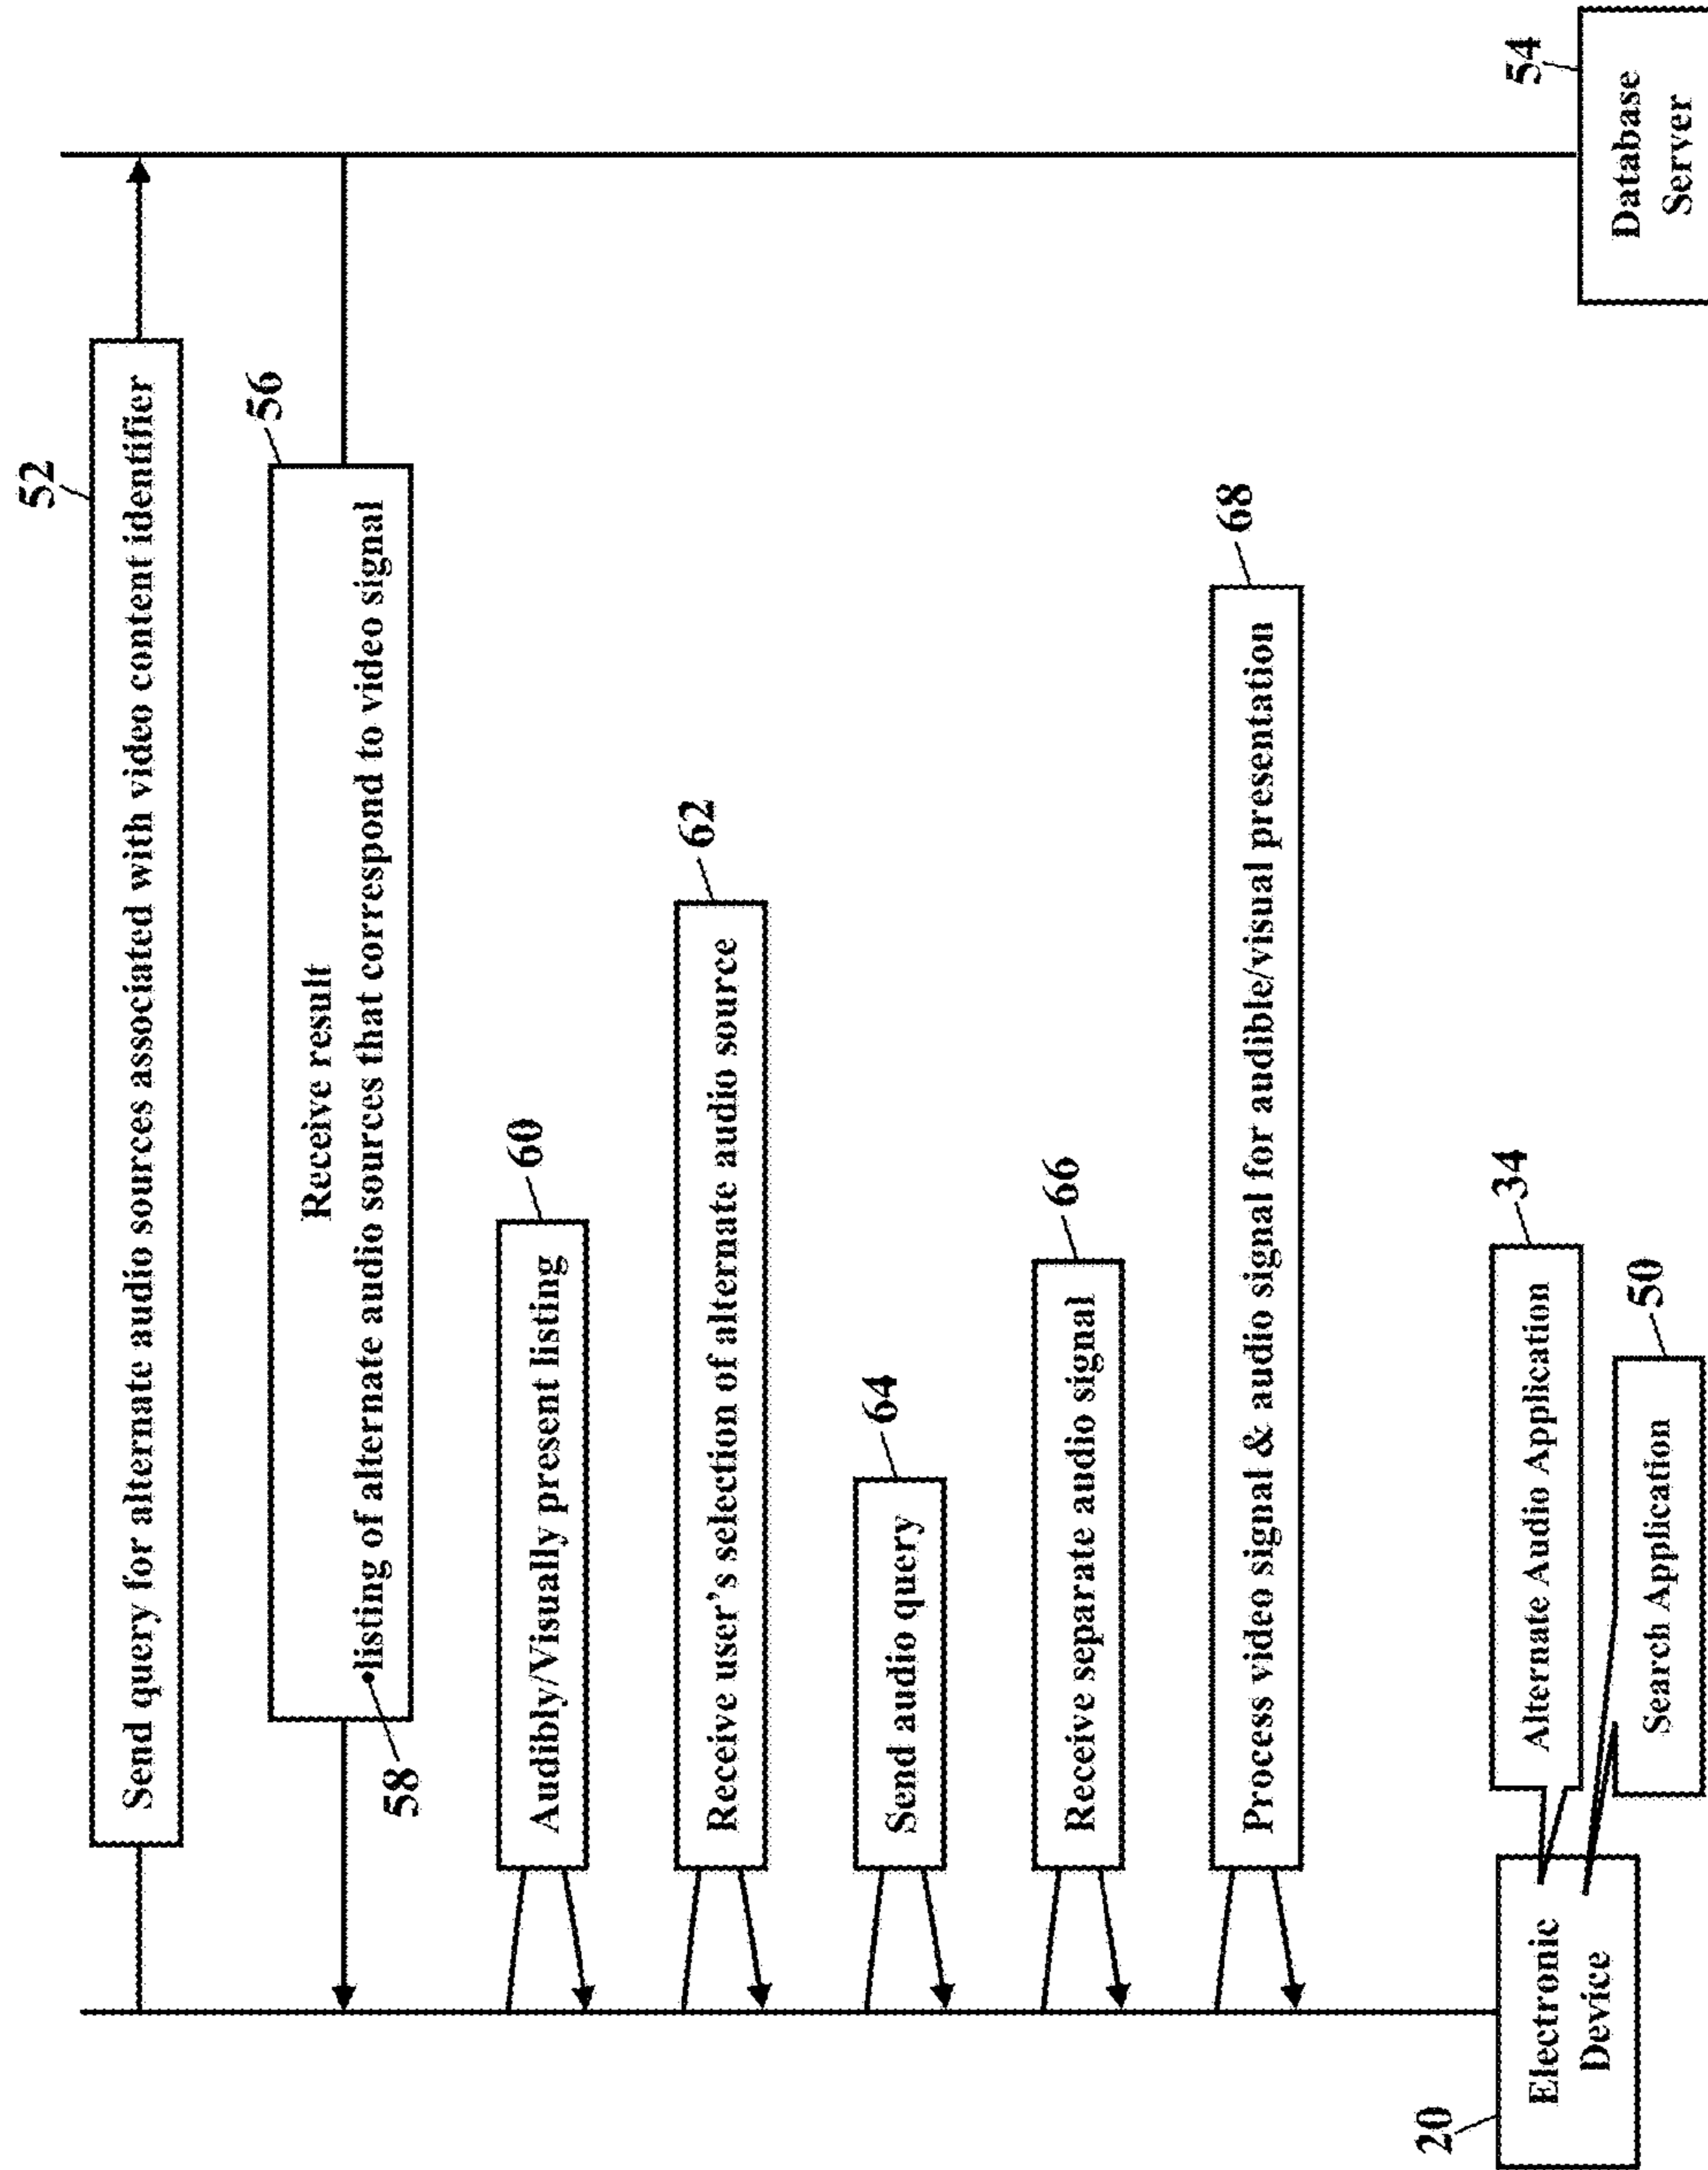 52
Send query for alternate audio sources associated with video content identifier
56
Receive result
•listing of alternate audio sources that correspond to video signal
58
60
Audibly/Visually present listing
62
Receive user's selection of alternate audio source
64
Send audio query
66
Receive separate audio signal
68
Process video signal & audio signal for audible/visual presentation
20
Electronic
Device
34
Alternate Audio Application
50
Search Application
54
Database
Server